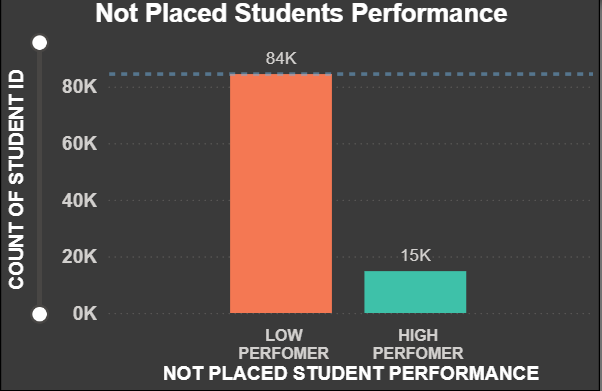 Not Placed Students Performance
84K
80K
60K
40K
15K
20K
0K
COUNT OF STUDENT ID
LOW
PERFOMER
HIGH
PERFOMER
NOT PLACED STUDENT PERFORMANCE